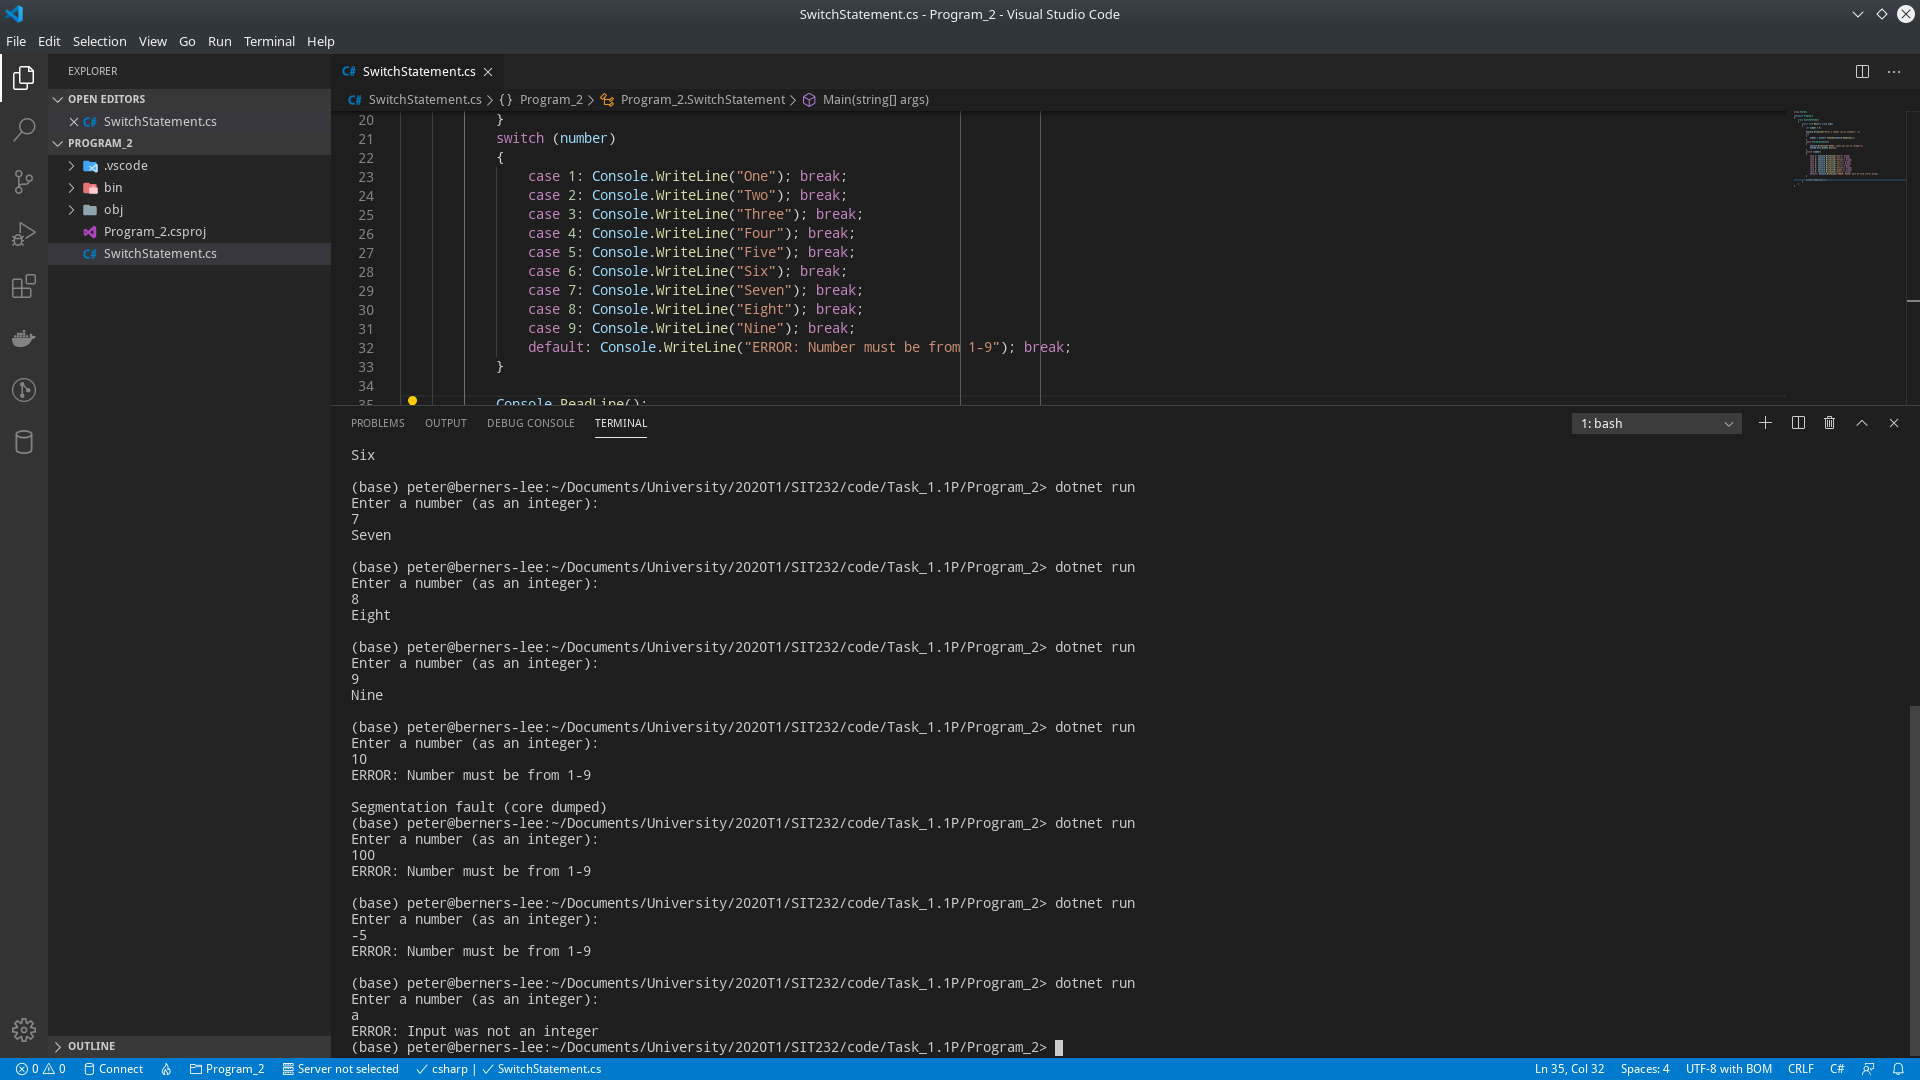 SwitchStatement.cs - Program_2 - Visual Studio Code
File Edit Selection View Go Run Terminal Help
EXPLORER
OPEN EDITORS
SwitchStatement.cs
PROGRAM_2
.vscode
bin
obj
Program_2.csproj
SwitchStatement.cs
OUTLINE
C# SwitchStatement.cs
C# SwitchStatement.cs > {} Program_2 > Program_2.SwitchStatement > Main(string[] args)
20 }
21 switch (number)
22 {
23 case 1: Console.WriteLine("One"); break;
24 case 2: Console.WriteLine("Two"); break;
25 case 3: Console.WriteLine("Three"); break;
26 case 4: Console.WriteLine("Four"); break;
27 case 5: Console.WriteLine("Five"); break;
28 case 6: Console.WriteLine("Six"); break;
29 case 7: Console.WriteLine("Seven"); break;
30 case 8: Console.WriteLine("Eight"); break;
31 case 9: Console.WriteLine("Nine"); break;
32 default: Console.WriteLine("ERROR: Number must be from 1-9"); break;
33 }
34
35 Console.ReadLine();
PROBLEMS OUTPUT DEBUG CONSOLE TERMINAL 1: bash
Six
(base) peter@berners-lee:~/Documents/University/2020T1/SIT232/code/Task_1.1P/Program_2> dotnet run
Enter a number (as an integer):
7
Seven
(base) peter@berners-lee:~/Documents/University/2020T1/SIT232/code/Task_1.1P/Program_2> dotnet run
Enter a number (as an integer):
8
Eight
(base) peter@berners-lee:~/Documents/University/2020T1/SIT232/code/Task_1.1P/Program_2> dotnet run
Enter a number (as an integer):
9
Nine
(base) peter@berners-lee:~/Documents/University/2020T1/SIT232/code/Task_1.1P/Program_2> dotnet run
Enter a number (as an integer):
10
ERROR: Number must be from 1-9
Segmentation fault (core dumped)
(base) peter@berners-lee:~/Documents/University/2020T1/SIT232/code/Task_1.1P/Program_2> dotnet run
Enter a number (as an integer):
100
ERROR: Number must be from 1-9
(base) peter@berners-lee:~/Documents/University/2020T1/SIT232/code/Task_1.1P/Program_2> dotnet run
Enter a number (as an integer):
-5
ERROR: Number must be from 1-9
(base) peter@berners-lee:~/Documents/University/2020T1/SIT232/code/Task_1.1P/Program_2> dotnet run
Enter a number (as an integer):
a
ERROR: Input was not an integer
(base) peter@berners-lee:~/Documents/University/2020T1/SIT232/code/Task_1.1P/Program_2>
0 0 Connect Program_2 Server not selected csharp | SwitchStatement.cs Ln 35, Col 32 Spaces: 4 UTF-8 with BOM CRLF C#